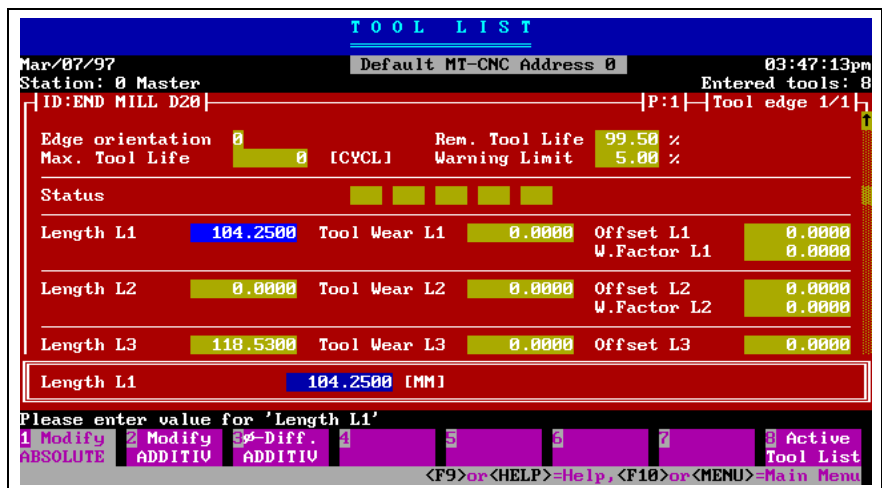 TOOL LIST
Mar/07/97 Default MT-CNC Address 0 03:47:13pm
Station: 0 Master Entered tools: 8
ID:END MILL D20 P:1 Tool edge 1/1
Edge orientation 0 Rem. Tool Life 99.50 %
Max. Tool Life 0 [CYCL] Warning Limit 5.00 %
Status
Length L1 104.2500 Tool Wear L1 0.0000 Offset L1 0.0000
W.Factor L1 0.0000
Length L2 0.0000 Tool Wear L2 0.0000 Offset L2 0.0000
W.Factor L2 0.0000
Length L3 118.5300 Tool Wear L3 0.0000 Offset L3 0.0000
Length L1 104.2500 [MM]
Please enter value for 'Length L1'
1 Modify 2 Modify 3 ø-Diff. 4 5 6 7 8 Active
ABSOLUTE ADDITIV ADDITIV Tool List
<F9>or<HELP>=Help,<F10>or<MENU>=Main Menu